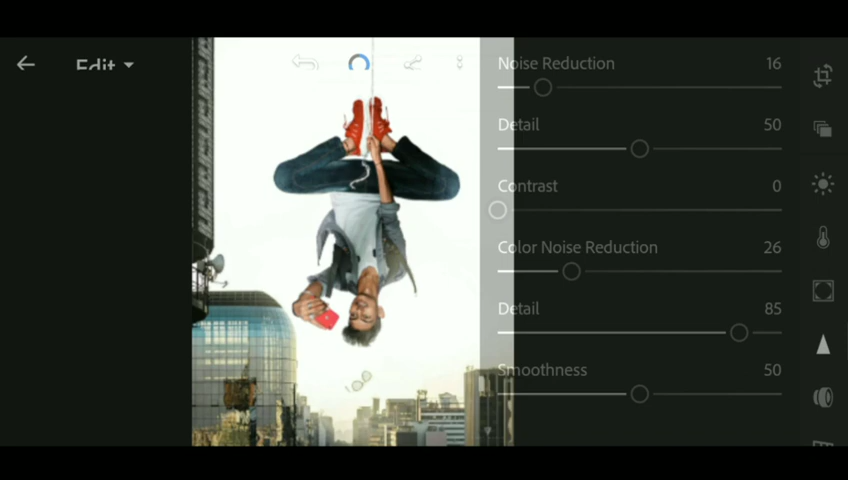 Edit
Noise Reduction 16
Detail 50
Contrast 0
Color Noise Reduction 26
Detail 85
Smoothness 50